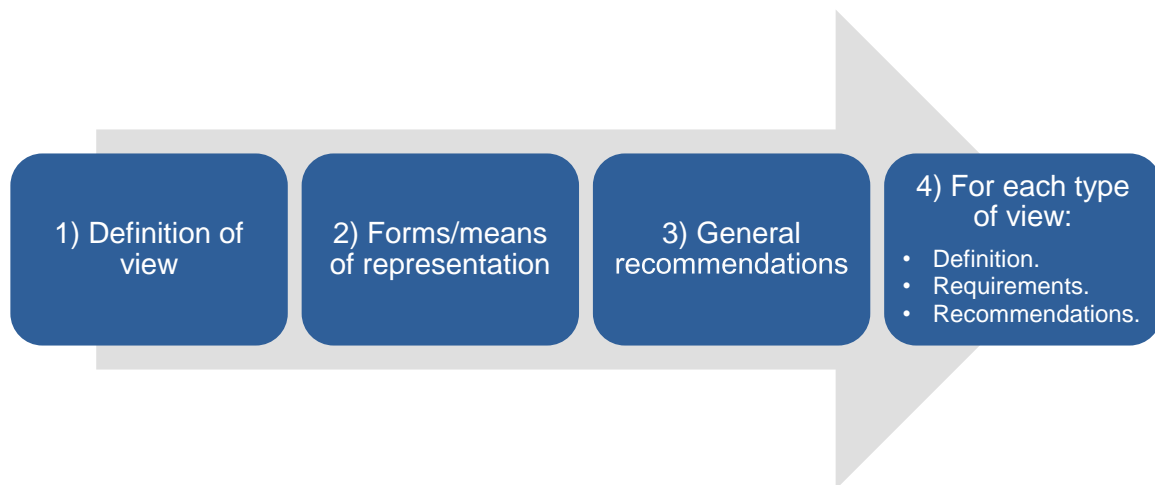 1) Definition of
view
2) Forms/means
of representation
3) General
recommendations
4) For each type
of view:
• Definition.
• Requirements.
• Recommendations.